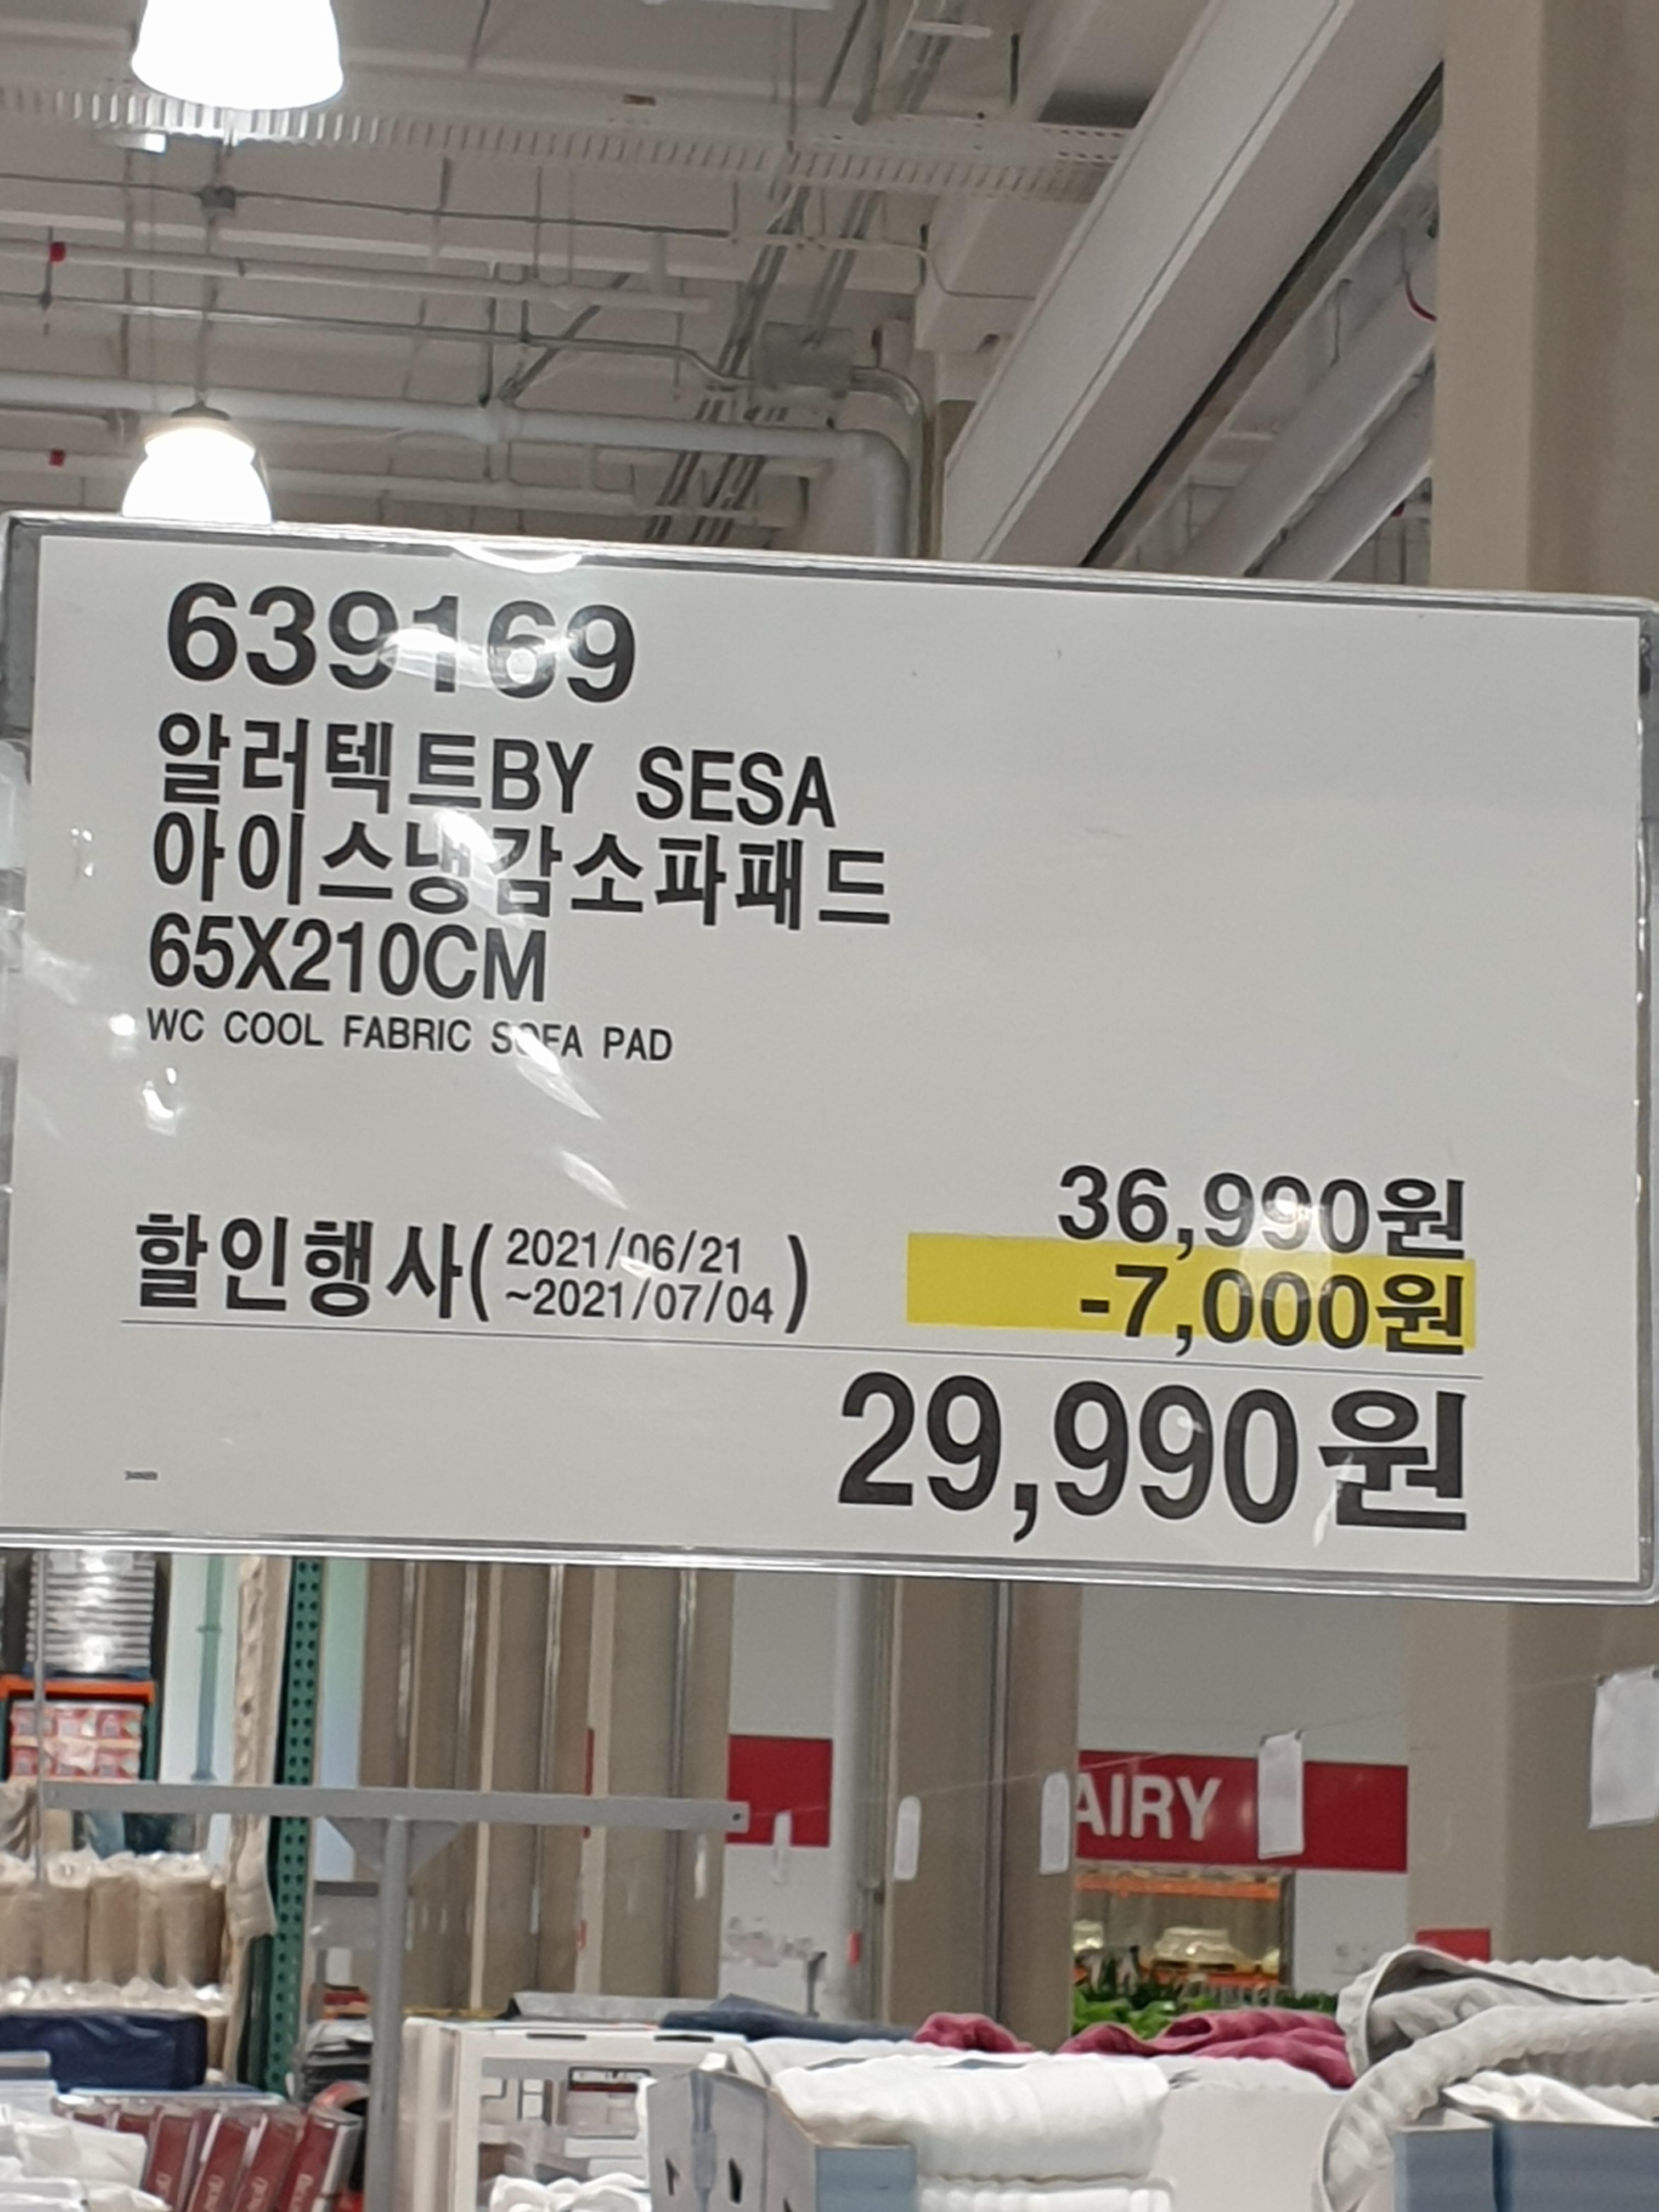 639169
알러텍트BY SESA
아이스냉감소파패드
65X210CM
WC COOL FABRIC SOFA PAD
36,990원
할인행사( 2021/06/21
~2021/07/04 )
-7,000원
29,990원
AIRY